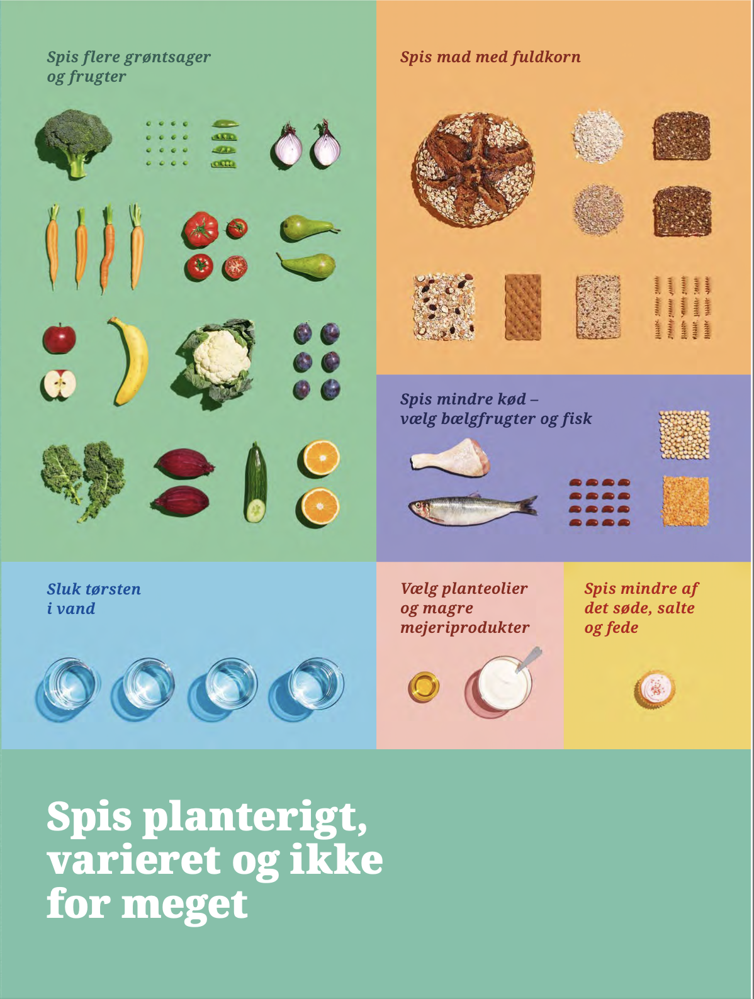 Spis flere grøntsager
og frugter
Spis mad med fuldkorn
Spis mindre kød –
vælg bælgfrugter og fisk
Sluk tørsten
i vand
Vælg planteolier
og magre
mejeriprodukter
Spis mindre af
det søde, salte
og fede
Spis planterigt,
varieret og ikke
for meget